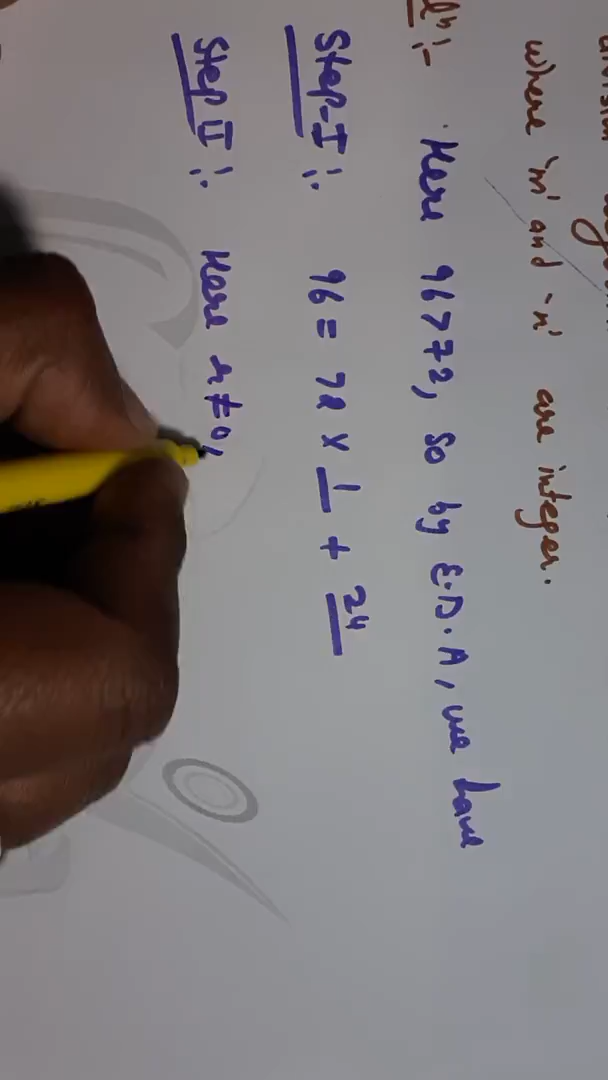 where 'm' and 'n' are integer.
Here 96>72, so by E.D.A, we have
Step-I :- 96 = 72 × 1 + 24
Step II :- Here r≠0,